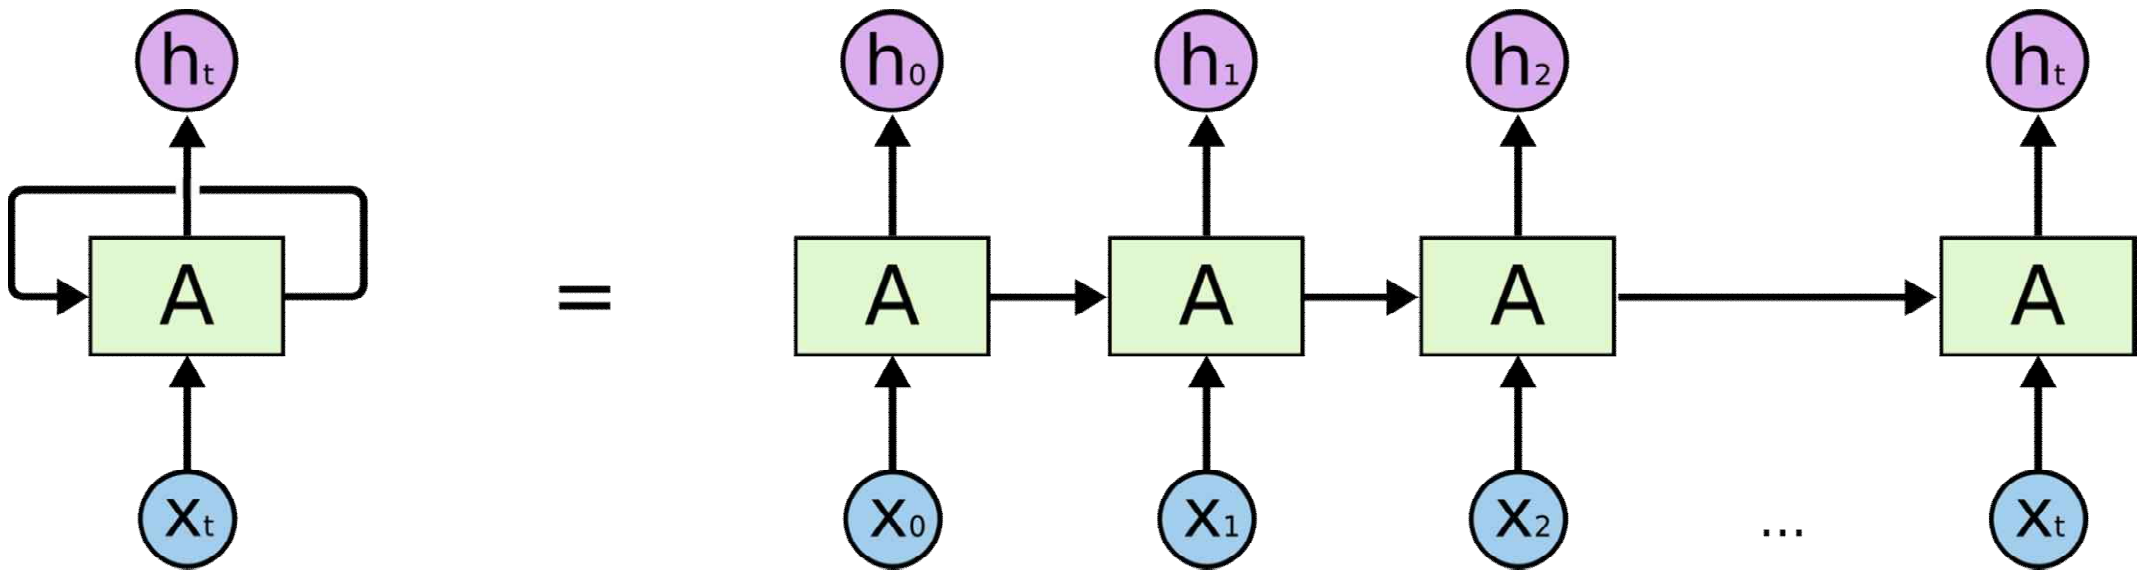 hₜ h₀ h₁ h₂ hₜ
A = A A A A
xₜ x₀ x₁ x₂ ... xₜ